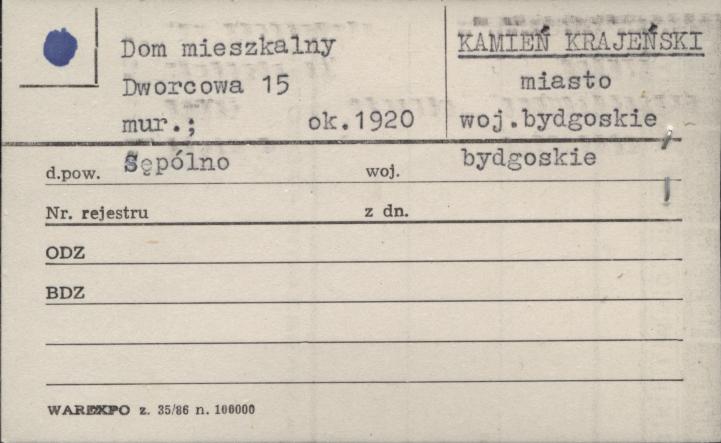 Dom mieszkalny
Dworcowa 15
mur.; ok.1920
KAMIEŃ KRAJEŃSKI
miasto
woj.bydgoskie
d.pow. Sępólno woj. bydgoskie
Nr. rejestru z dn.
ODZ
BDZ
WAREXPO z. 35/86 n. 100000